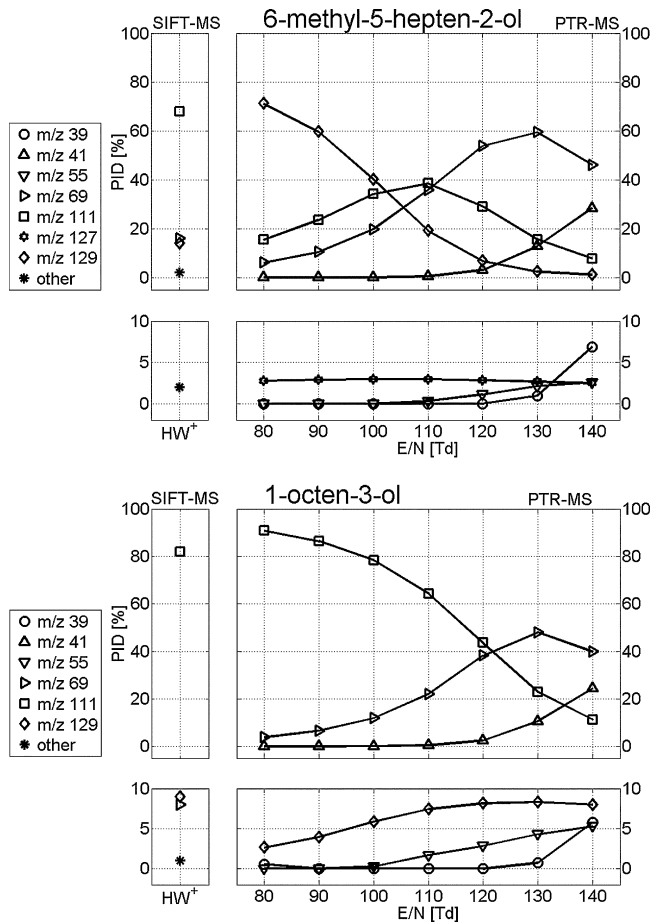 SIFT-MS 6-methyl-5-hepten-2-ol PTR-MS
100 100
80 80
60 60
40 40
20 20
0 0
PID [%]
m/z 39
m/z 41
m/z 55
m/z 69
m/z 111
m/z 127
m/z 129
other
10 10
5 5
0 0
HW+ 80 90 100 110 120 130 140
E/N [Td]
SIFT-MS 1-octen-3-ol PTR-MS
100 100
80 80
60 60
40 40
20 20
0 0
PID [%]
m/z 39
m/z 41
m/z 55
m/z 69
m/z 111
m/z 129
other
10 10
5 5
0 0
HW+ 80 90 100 110 120 130 140
E/N [Td]